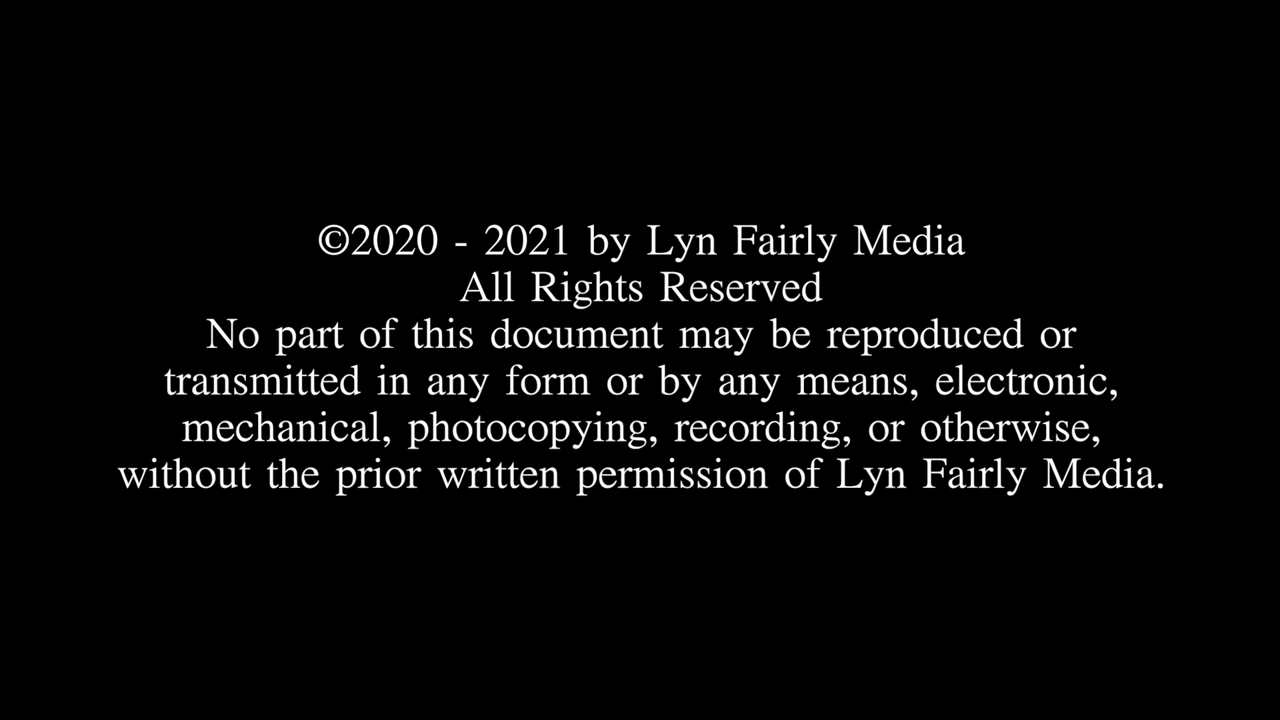 ©2020 - 2021 by Lyn Fairly Media
All Rights Reserved
No part of this document may be reproduced or
transmitted in any form or by any means, electronic,
mechanical, photocopying, recording, or otherwise,
without the prior written permission of Lyn Fairly Media.